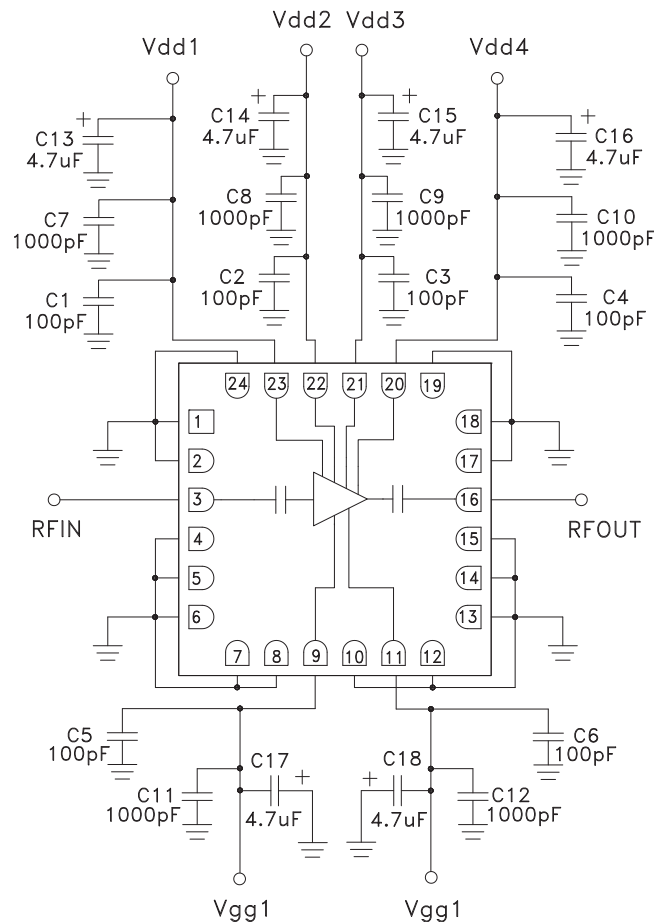 Vdd2 Vdd3
Vdd1 Vdd4
+ C14 + C15 +
4.7uF 4.7uF
+ C13 C16 +
4.7uF 4.7uF
C8 C9
1000pF 1000pF
C7 C10
1000pF 1000pF
C2 C3
100pF 100pF
C1 C4
100pF 100pF
24 23 22 21 20 19
1 18
2 17
3 16
RFIN RFOUT
4 15
5 14
6 13
7 8 9 10 11 12
C5 C6
100pF 100pF
C17 + + C18
C11 C12
1000pF 1000pF
4.7uF 4.7uF
Vgg1 Vgg1